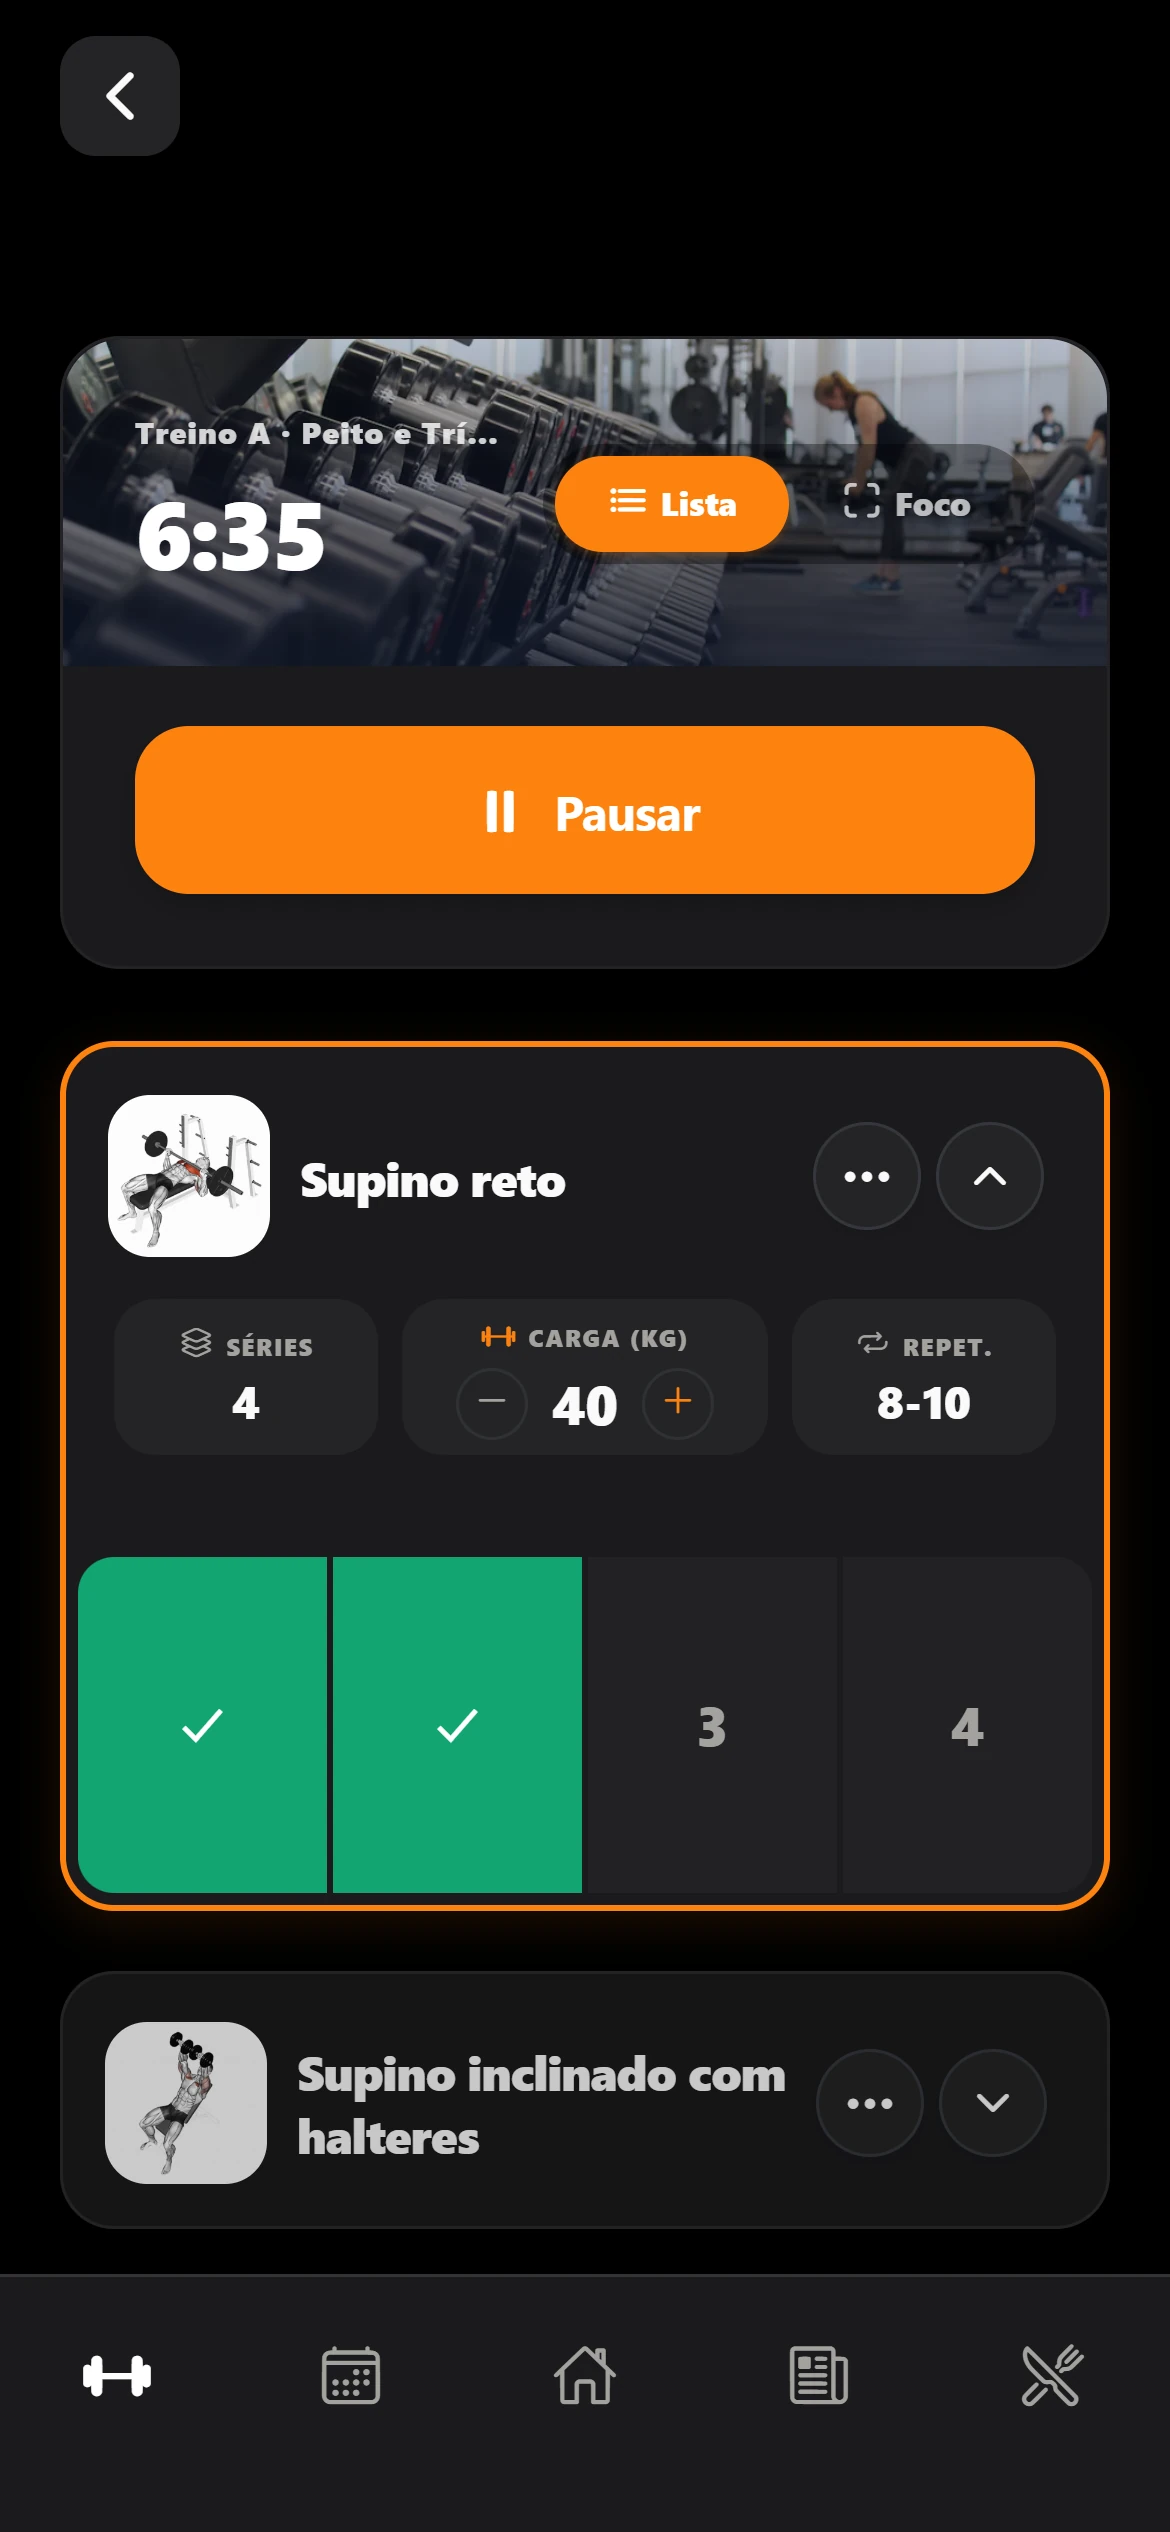 Treino A · Peito e Trí...
6:35
Lista
Foco
Pausar
Supino reto
SÉRIES
4
CARGA (KG)
40
REPET.
8-10
3
4
Supino inclinado com
halteres